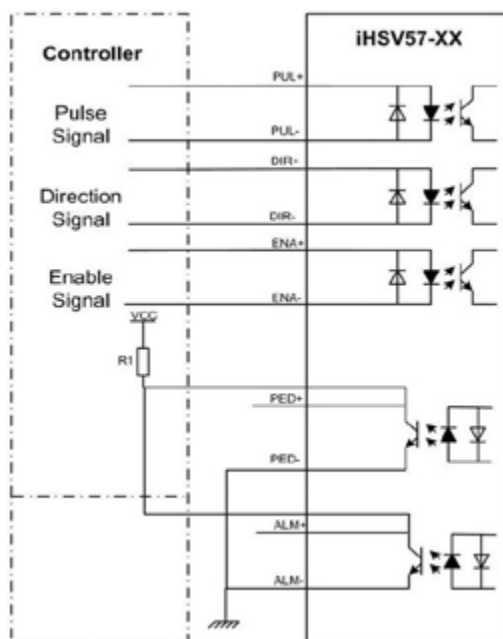 iHSV57-XX
Controller
PUL+
Pulse
Signal
PUL-
DIR-
Direction
Signal
DIR-
ENA+
Enable
Signal
ENA-
VCC
R1
PED+
PED-
ALM+
ALM-